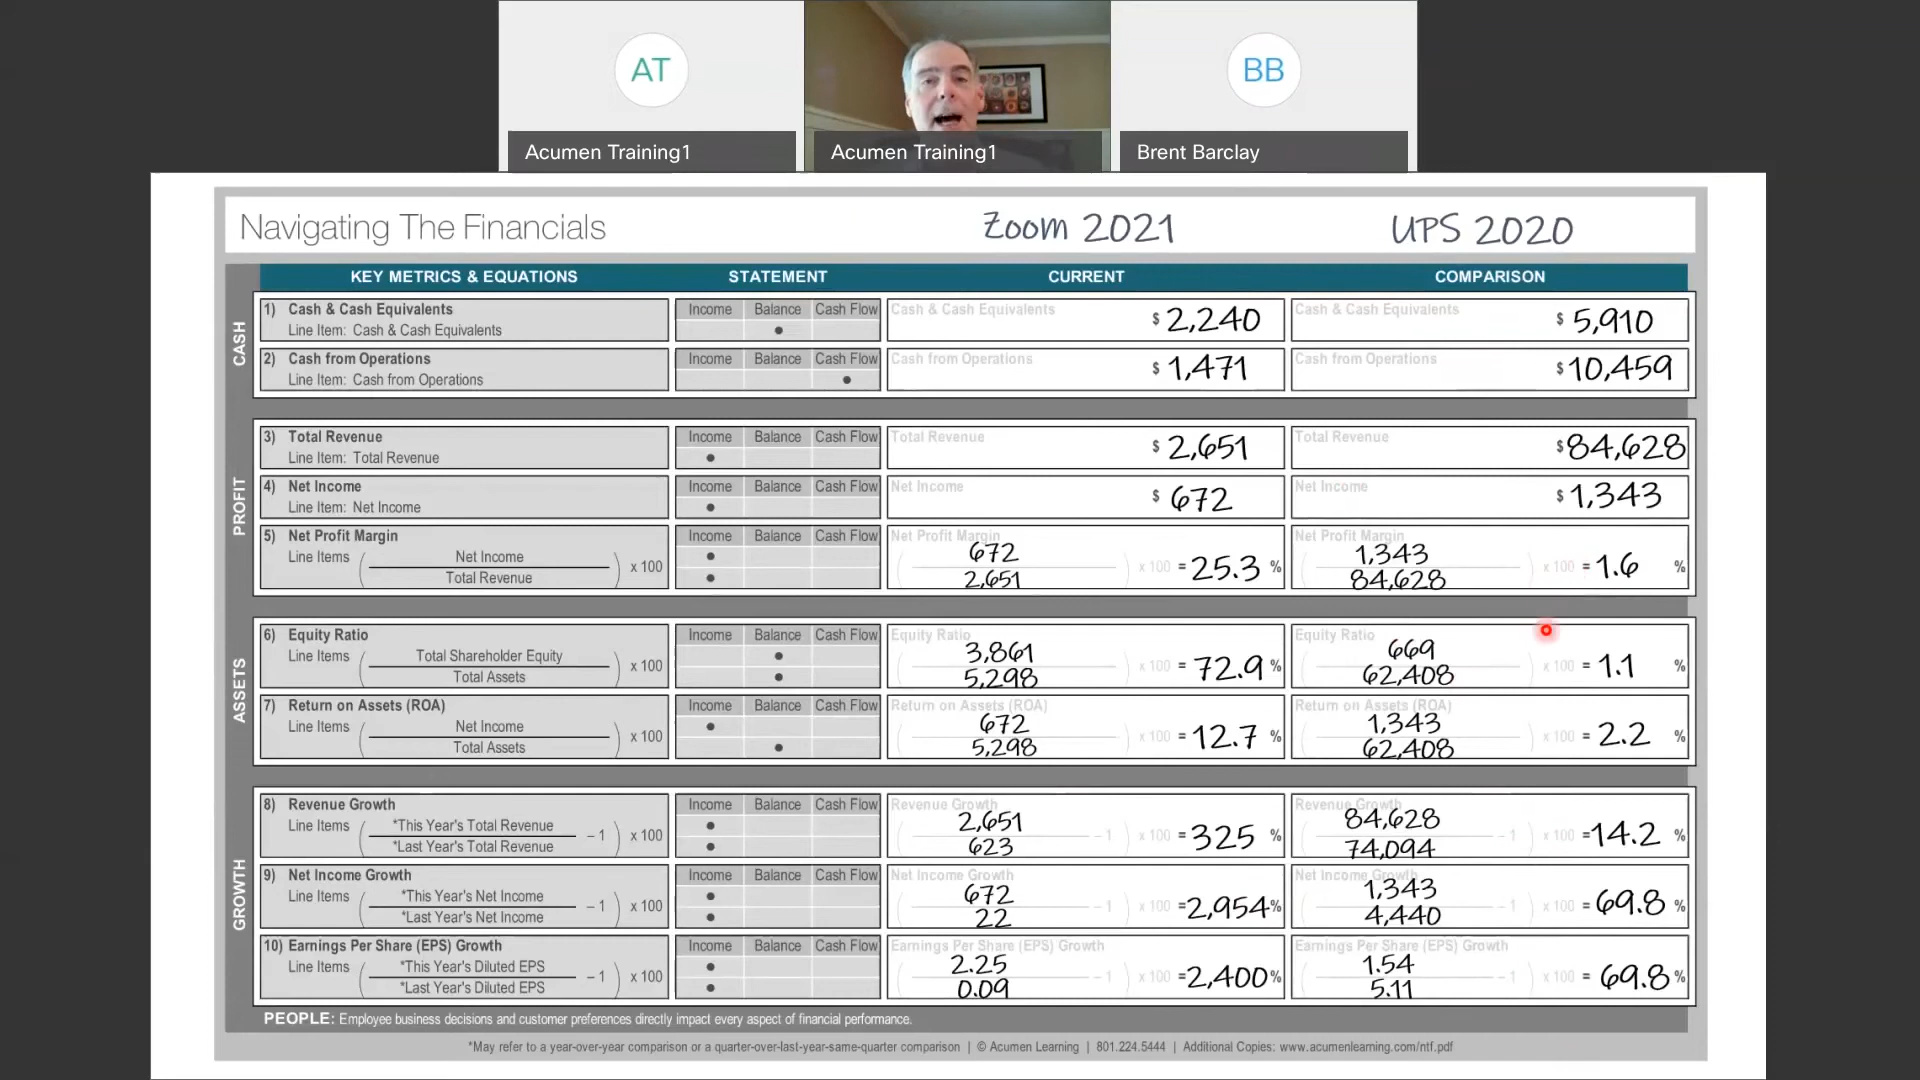 AT
BB
Acumen Training1
Acumen Training1
Brent Barclay
Navigating The Financials
Zoom 2021
UPS 2020
KEY METRICS & EQUATIONS STATEMENT CURRENT COMPARISON
CASH
1) Cash & Cash Equivalents Income Balance Cash Flow Cash & Cash Equivalents $ 2,240 Cash & Cash Equivalents $ 5,910
Line Item: Cash & Cash Equivalents •
2) Cash from Operations Income Balance Cash Flow Cash from Operations $ 1,471 Cash from Operations $ 10,459
Line Item: Cash from Operations •
PROFIT
3) Total Revenue Income Balance Cash Flow Total Revenue $ 2,651 Total Revenue $ 84,628
Line Item: Total Revenue •
4) Net Income Income Balance Cash Flow Net Income $ 672 Net Income $ 1,343
Line Item: Net Income •
5) Net Profit Margin Income Balance Cash Flow Net Profit Margin Net Profit Margin
Line Items ( Net Income • 672 1,343
) x 100 ( ) x 100 = 25.3 % ( ) x 100 = 1.6 %
Total Revenue • 2,651 84,628
ASSETS
6) Equity Ratio Income Balance Cash Flow Equity Ratio Equity Ratio
Line Items ( Total Shareholder Equity • 3,861 669
) x 100 ( ) x 100 = 72.9 % ( ) x 100 = 1.1 %
Total Assets • 5,298 62,408
7) Return on Assets (ROA) Income Balance Cash Flow Return on Assets (ROA) Return on Assets (ROA)
Line Items ( Net Income • 672 1,343
) x 100 ( ) x 100 = 12.7 % ( ) x 100 = 2.2 %
Total Assets • 5,298 62,408
GROWTH
8) Revenue Growth Income Balance Cash Flow Revenue Growth Revenue Growth
Line Items ( *This Year's Total Revenue • 2,651 84,628
– 1 ) x 100 ( – 1 ) x 100 = 325 % ( – 1 ) x 100 = 14.2 %
*Last Year's Total Revenue • 623 74,094
9) Net Income Growth Income Balance Cash Flow Net Income Growth Net Income Growth
Line Items ( *This Year's Net Income • 672 1,343
– 1 ) x 100 ( – 1 ) x 100 = 2,954 % ( – 1 ) x 100 = 69.8 %
*Last Year's Net Income • 22 4,440
10) Earnings Per Share (EPS) Growth Income Balance Cash Flow Earnings Per Share (EPS) Growth Earnings Per Share (EPS) Growth
Line Items ( *This Year's Diluted EPS • 2.25 1.54
– 1 ) x 100 ( – 1 ) x 100 = 2,400 % ( – 1 ) x 100 = 69.8 %
*Last Year's Diluted EPS • 0.09 5.11
PEOPLE: Employee business decisions and customer preferences directly impact every aspect of financial performance.
*May refer to a year-over-year comparison or a quarter-over-last-year-same-quarter comparison | © Acumen Learning | 801.224.5444 | Additional Copies: www.acumenlearning.com/ntf.pdf